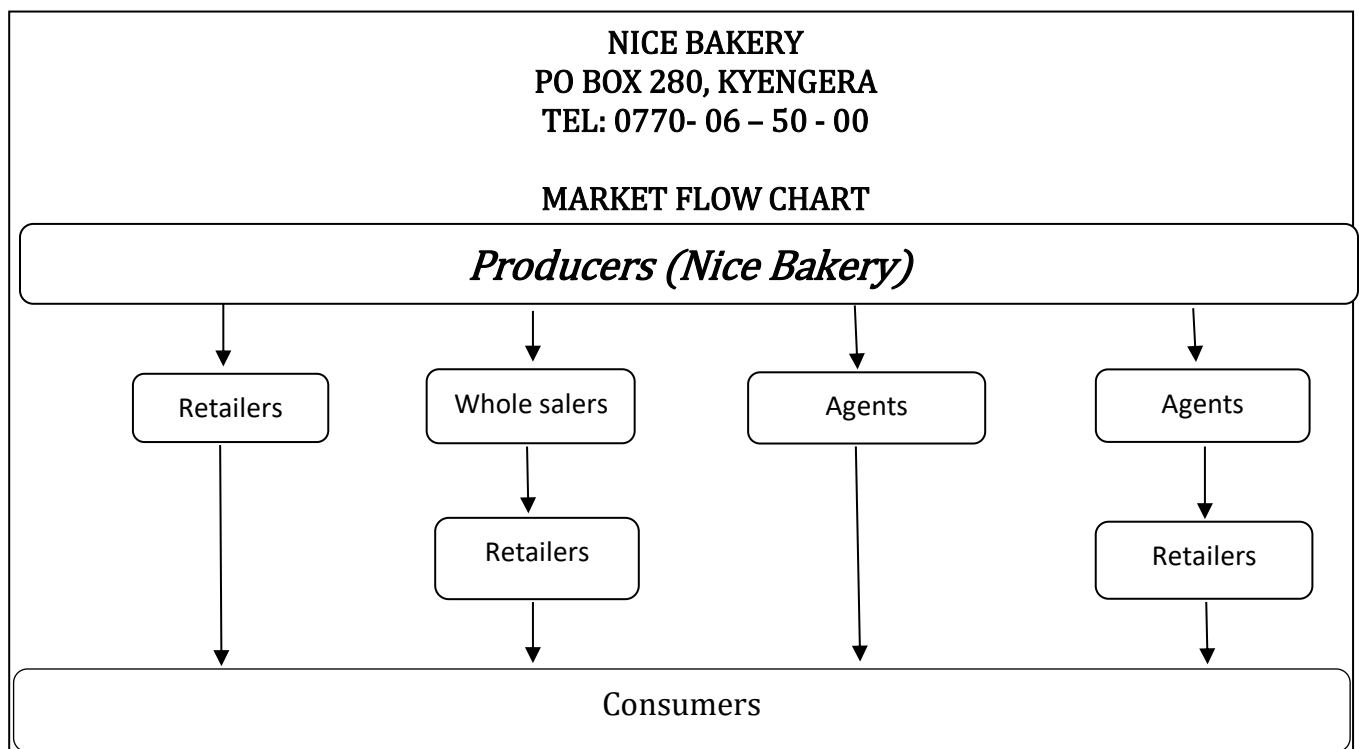 NICE BAKERY
PO BOX 280, KYENGERA
TEL: 0770- 06 – 50 - 00
MARKET FLOW CHART
Producers (Nice Bakery)
Retailers
Whole salers
Agents
Agents
Retailers
Retailers
Consumers